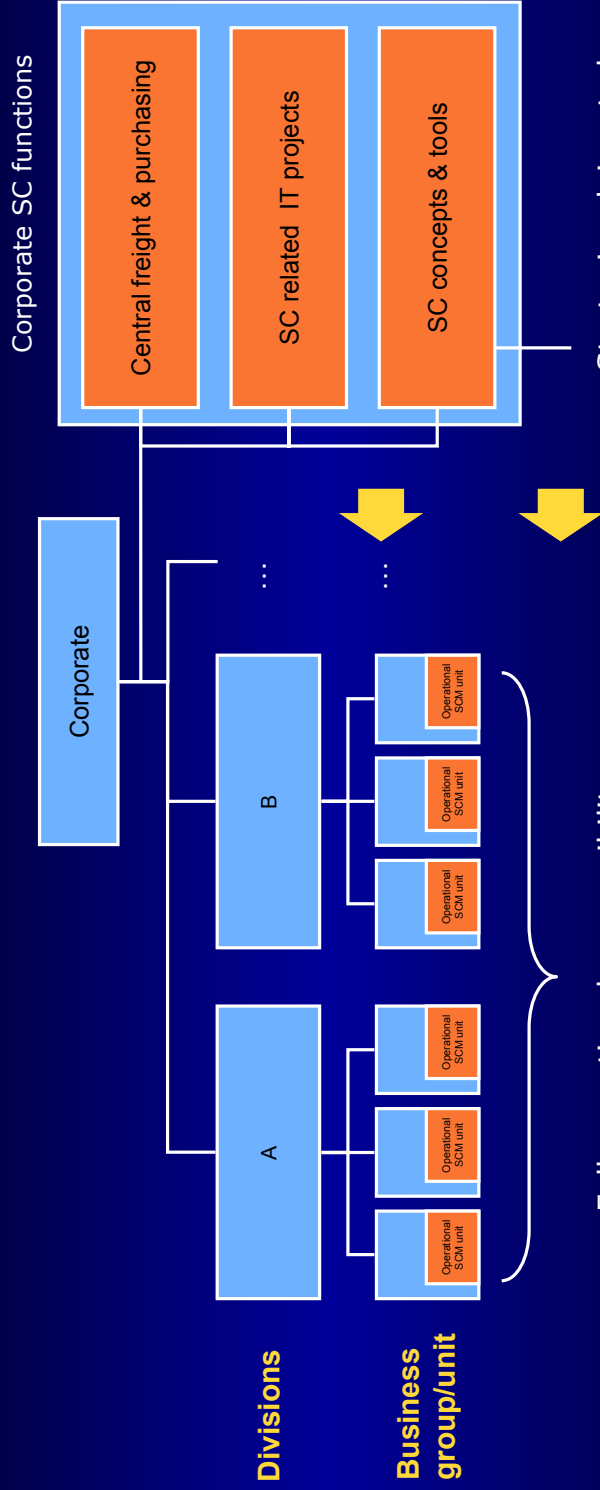 Corporate SC functions
Corporate
Central freight & purchasing
SC related IT projects
SC concepts & tools
Divisions
A
B
...
Business
group/unit
Operational
SCM unit
Operational
SCM unit
Operational
SCM unit
Operational
SCM unit
Operational
SCM unit
Operational
SCM unit
...